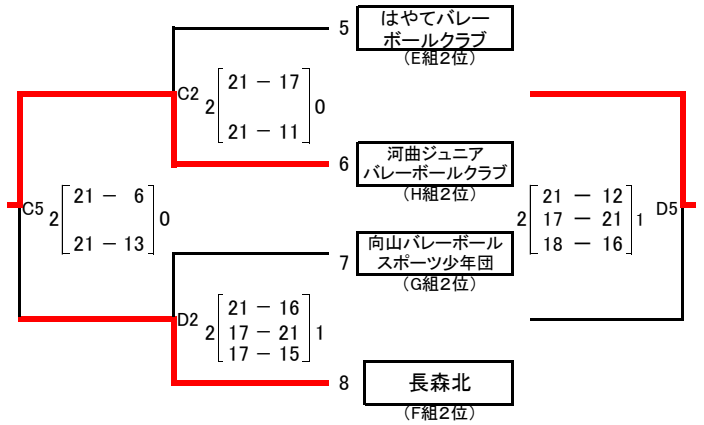 5 はやてバレー
ボールクラブ
(E組2位)
C2 2 21 － 17 0
21 － 11
6 河曲ジュニア
バレーボールクラブ
(H組2位)
C5 2 21 － 6 0
21 － 13
2 21 － 12 1 D5
17 － 21
18 － 16
7 向山バレーボール
スポーツ少年団
(G組2位)
D2 2 21 － 16 1
17 － 21
17 － 15
8 長森北
(F組2位)